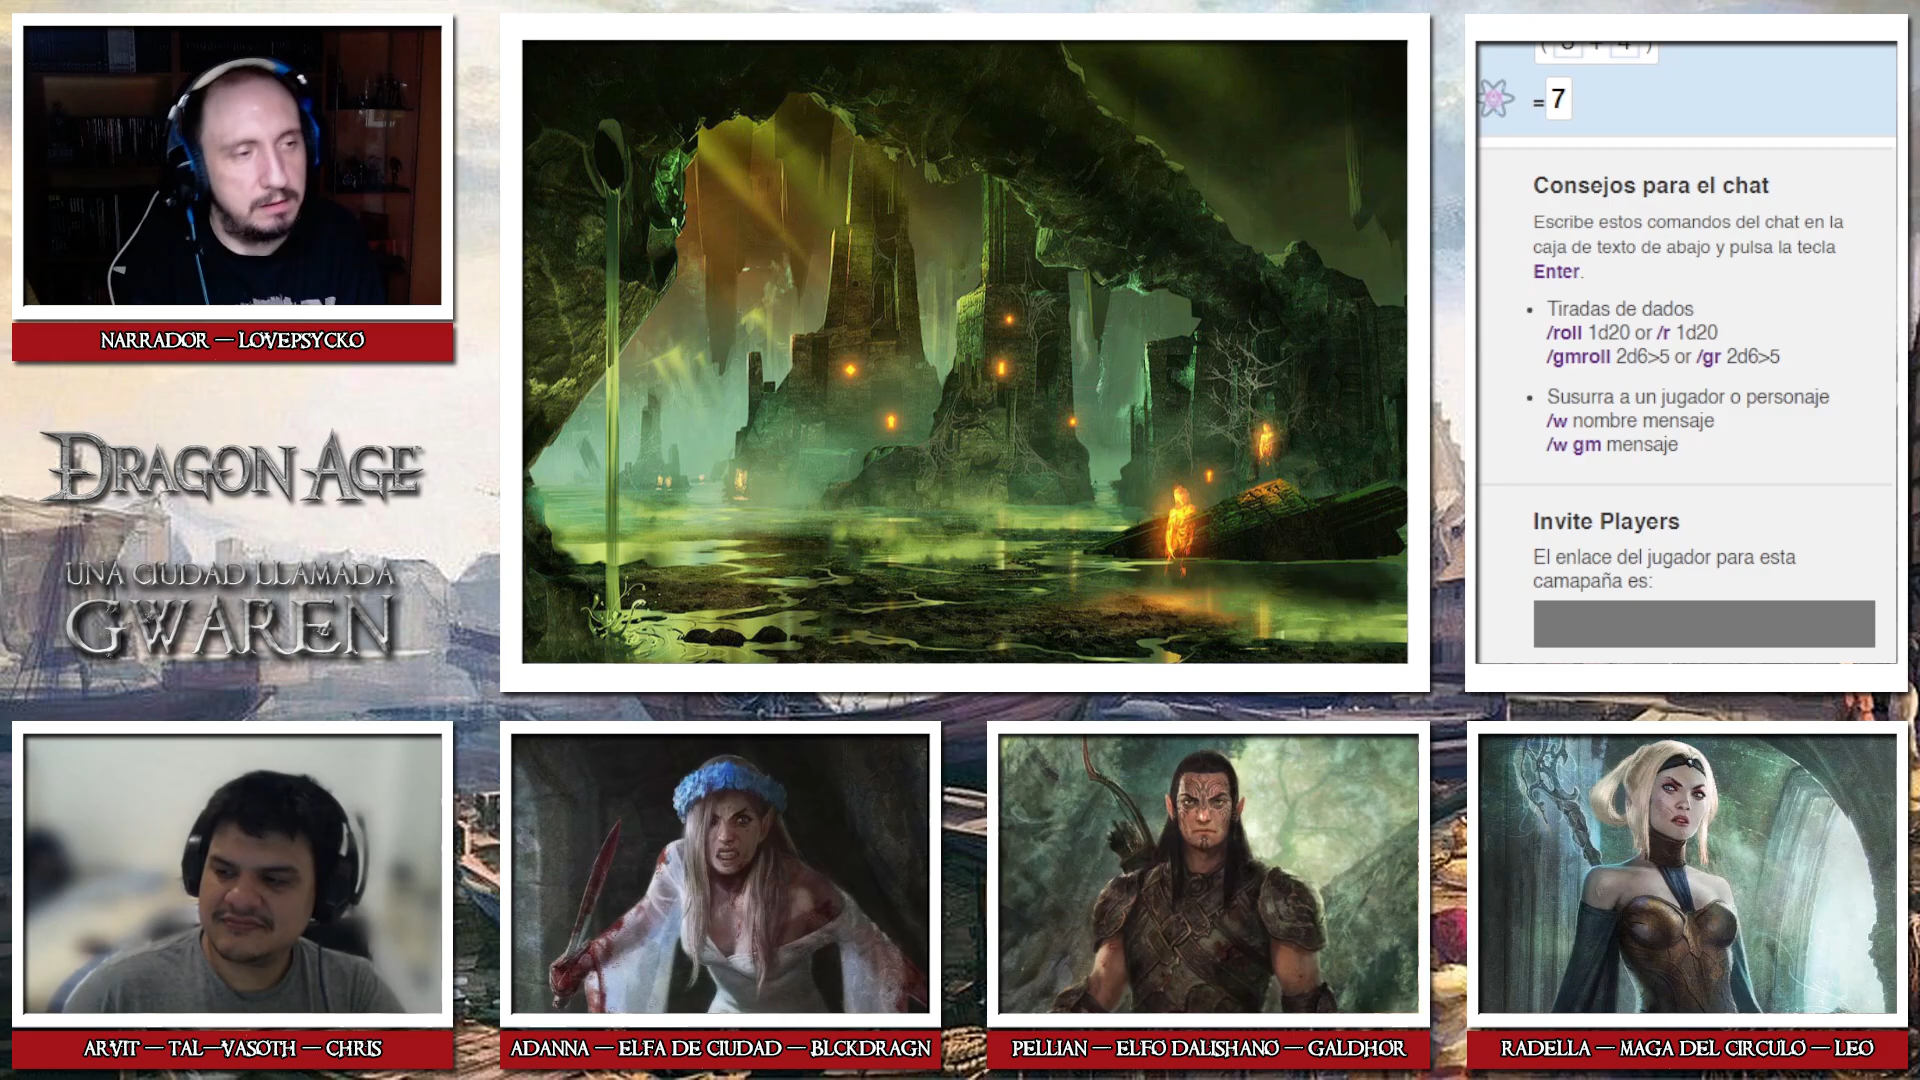 = 7
Consejos para el chat
Escribe estos comandos del chat en la
caja de texto de abajo y pulsa la tecla
Enter.
• Tiradas de dados
/roll 1d20 or /r 1d20
/gmroll 2d6>5 or /gr 2d6>5
• Susurra a un jugador o personaje
/w nombre mensaje
/w gm mensaje
Invite Players
El enlace del jugador para esta
camapaña es:
NARRADOR — LOVEPSYCKO
DRAGON AGE
UNA CIUDAD LLAMADA
GWAREN
ARVIT — TAL—VASOTH — CHRIS
ADANNA — ELFA DE CIUDAD — BLCKDRAGN
PELLIAN — ELFO DALISHANO — GALDHOR
RADELLA — MAGA DEL CIRCULO — LEO